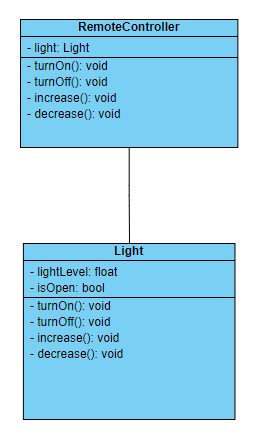 RemoteController
- light: Light
- turnOn(): void
- turnOff(): void
- increase(): void
- decrease(): void
Light
- lightLevel: float
- isOpen: bool
- turnOn(): void
- turnOff(): void
- increase(): void
- decrease(): void